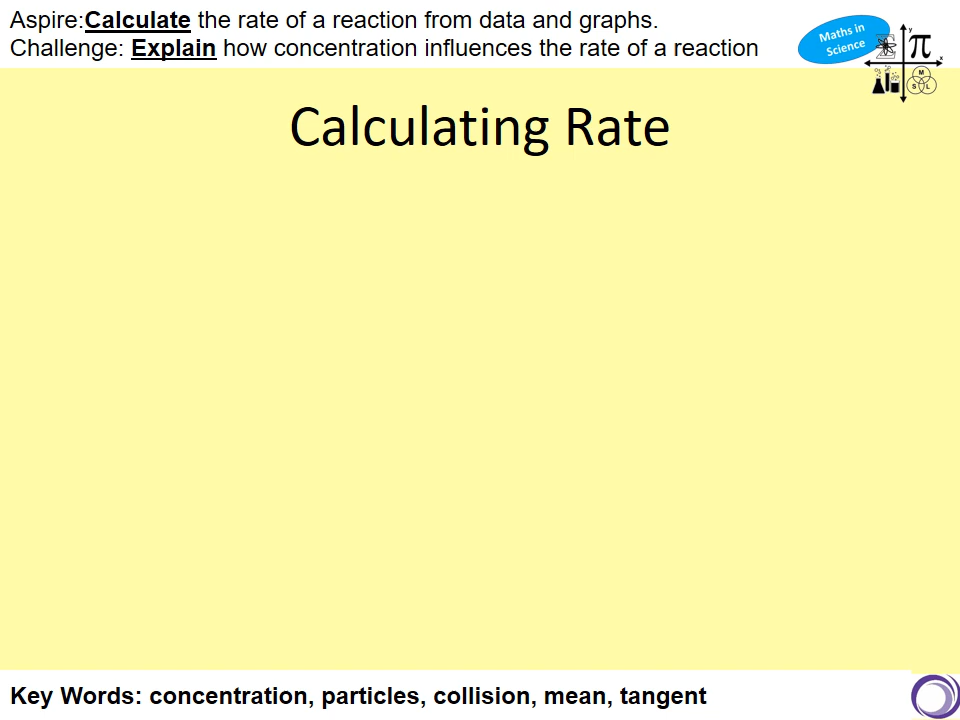 Aspire:Calculate the rate of a reaction from data and graphs.
Challenge: Explain how concentration influences the rate of a reaction
Maths in
Science
y
π
x
M
S L
Calculating Rate
Key Words: concentration, particles, collision, mean, tangent